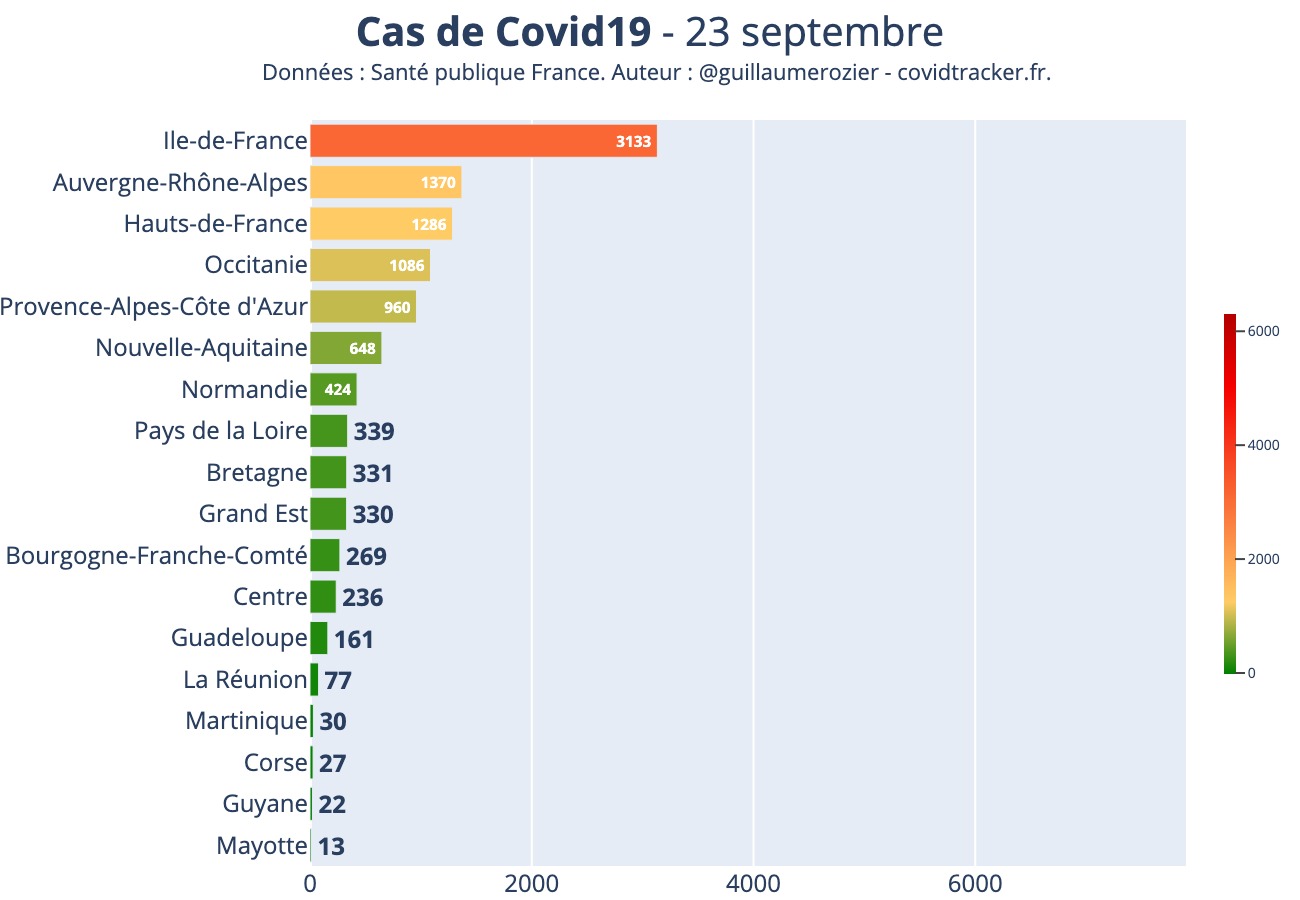 Cas de Covid19 - 23 septembre
Données : Santé publique France. Auteur : @guillaumerozier - covidtracker.fr.
Ile-de-France 3133
Auvergne-Rhône-Alpes 1370
Hauts-de-France 1286
Occitanie 1086
Provence-Alpes-Côte d'Azur 960
Nouvelle-Aquitaine 648
Normandie 424
Pays de la Loire 339
Bretagne 331
Grand Est 330
Bourgogne-Franche-Comté 269
Centre 236
Guadeloupe 161
La Réunion 77
Martinique 30
Corse 27
Guyane 22
Mayotte 13
0 2000 4000 6000
6000
4000
2000
0